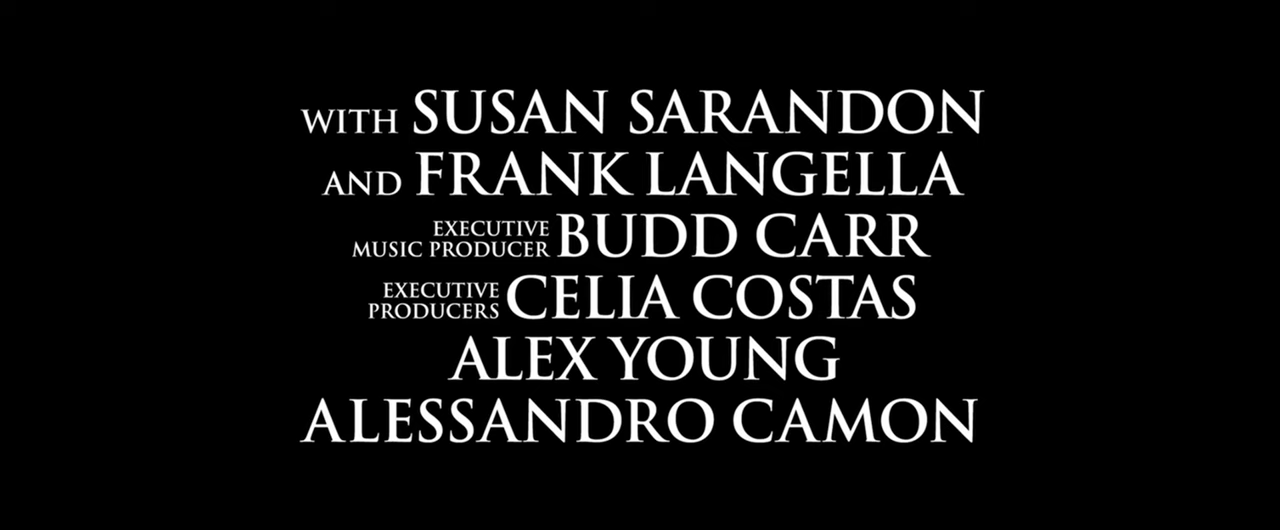 WITH SUSAN SARANDON
AND FRANK LANGELLA
EXECUTIVE MUSIC PRODUCER BUDD CARR
EXECUTIVE PRODUCERS CELIA COSTAS
ALEX YOUNG
ALESSANDRO CAMON